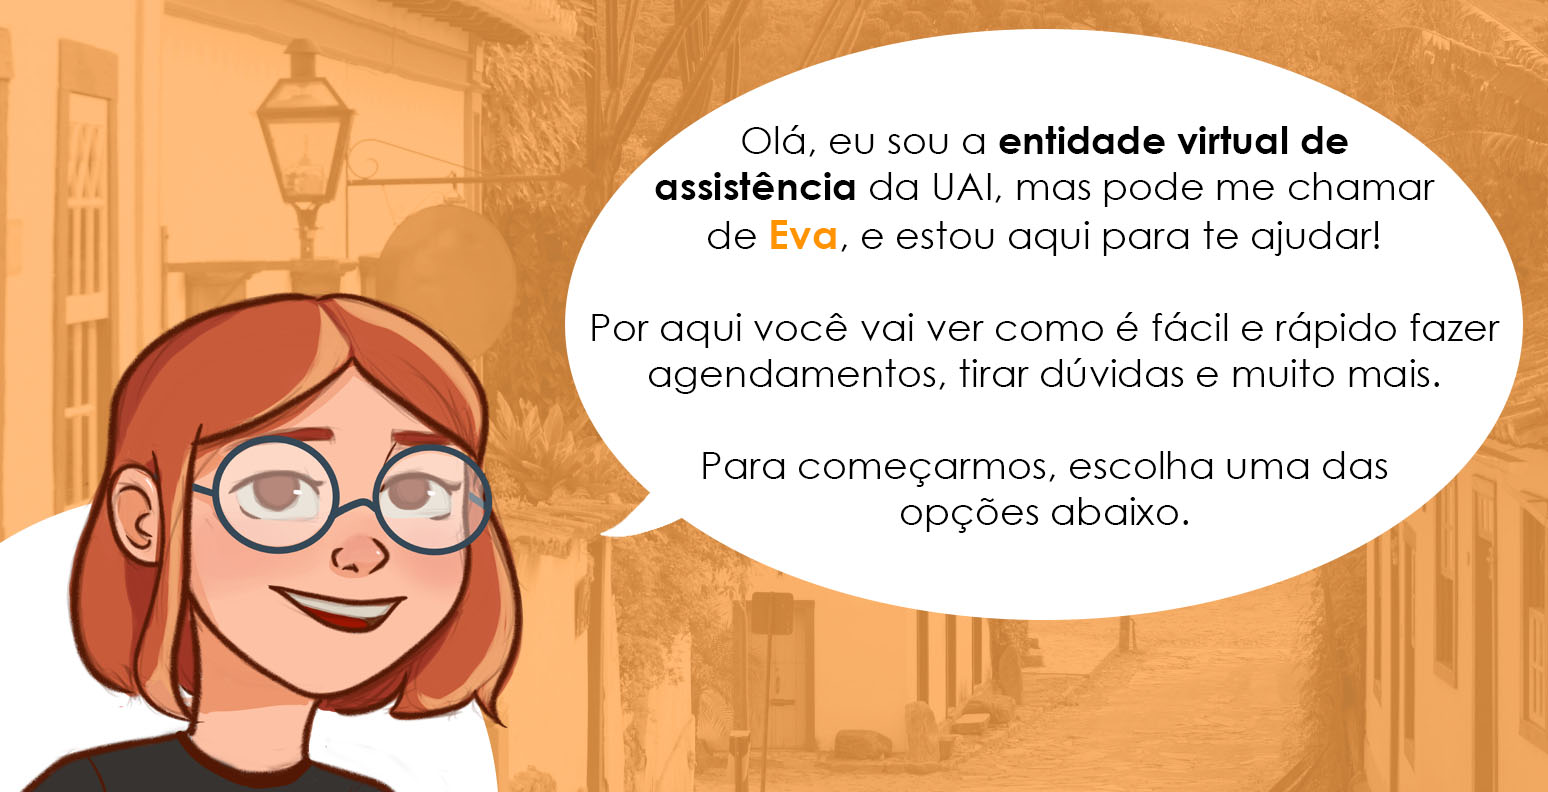 Olá, eu sou a entidade virtual de
assistência da UAI, mas pode me chamar
de Eva, e estou aqui para te ajudar!
Por aqui você vai ver como é fácil e rápido fazer
agendamentos, tirar dúvidas e muito mais.
Para começarmos, escolha uma das
opções abaixo.